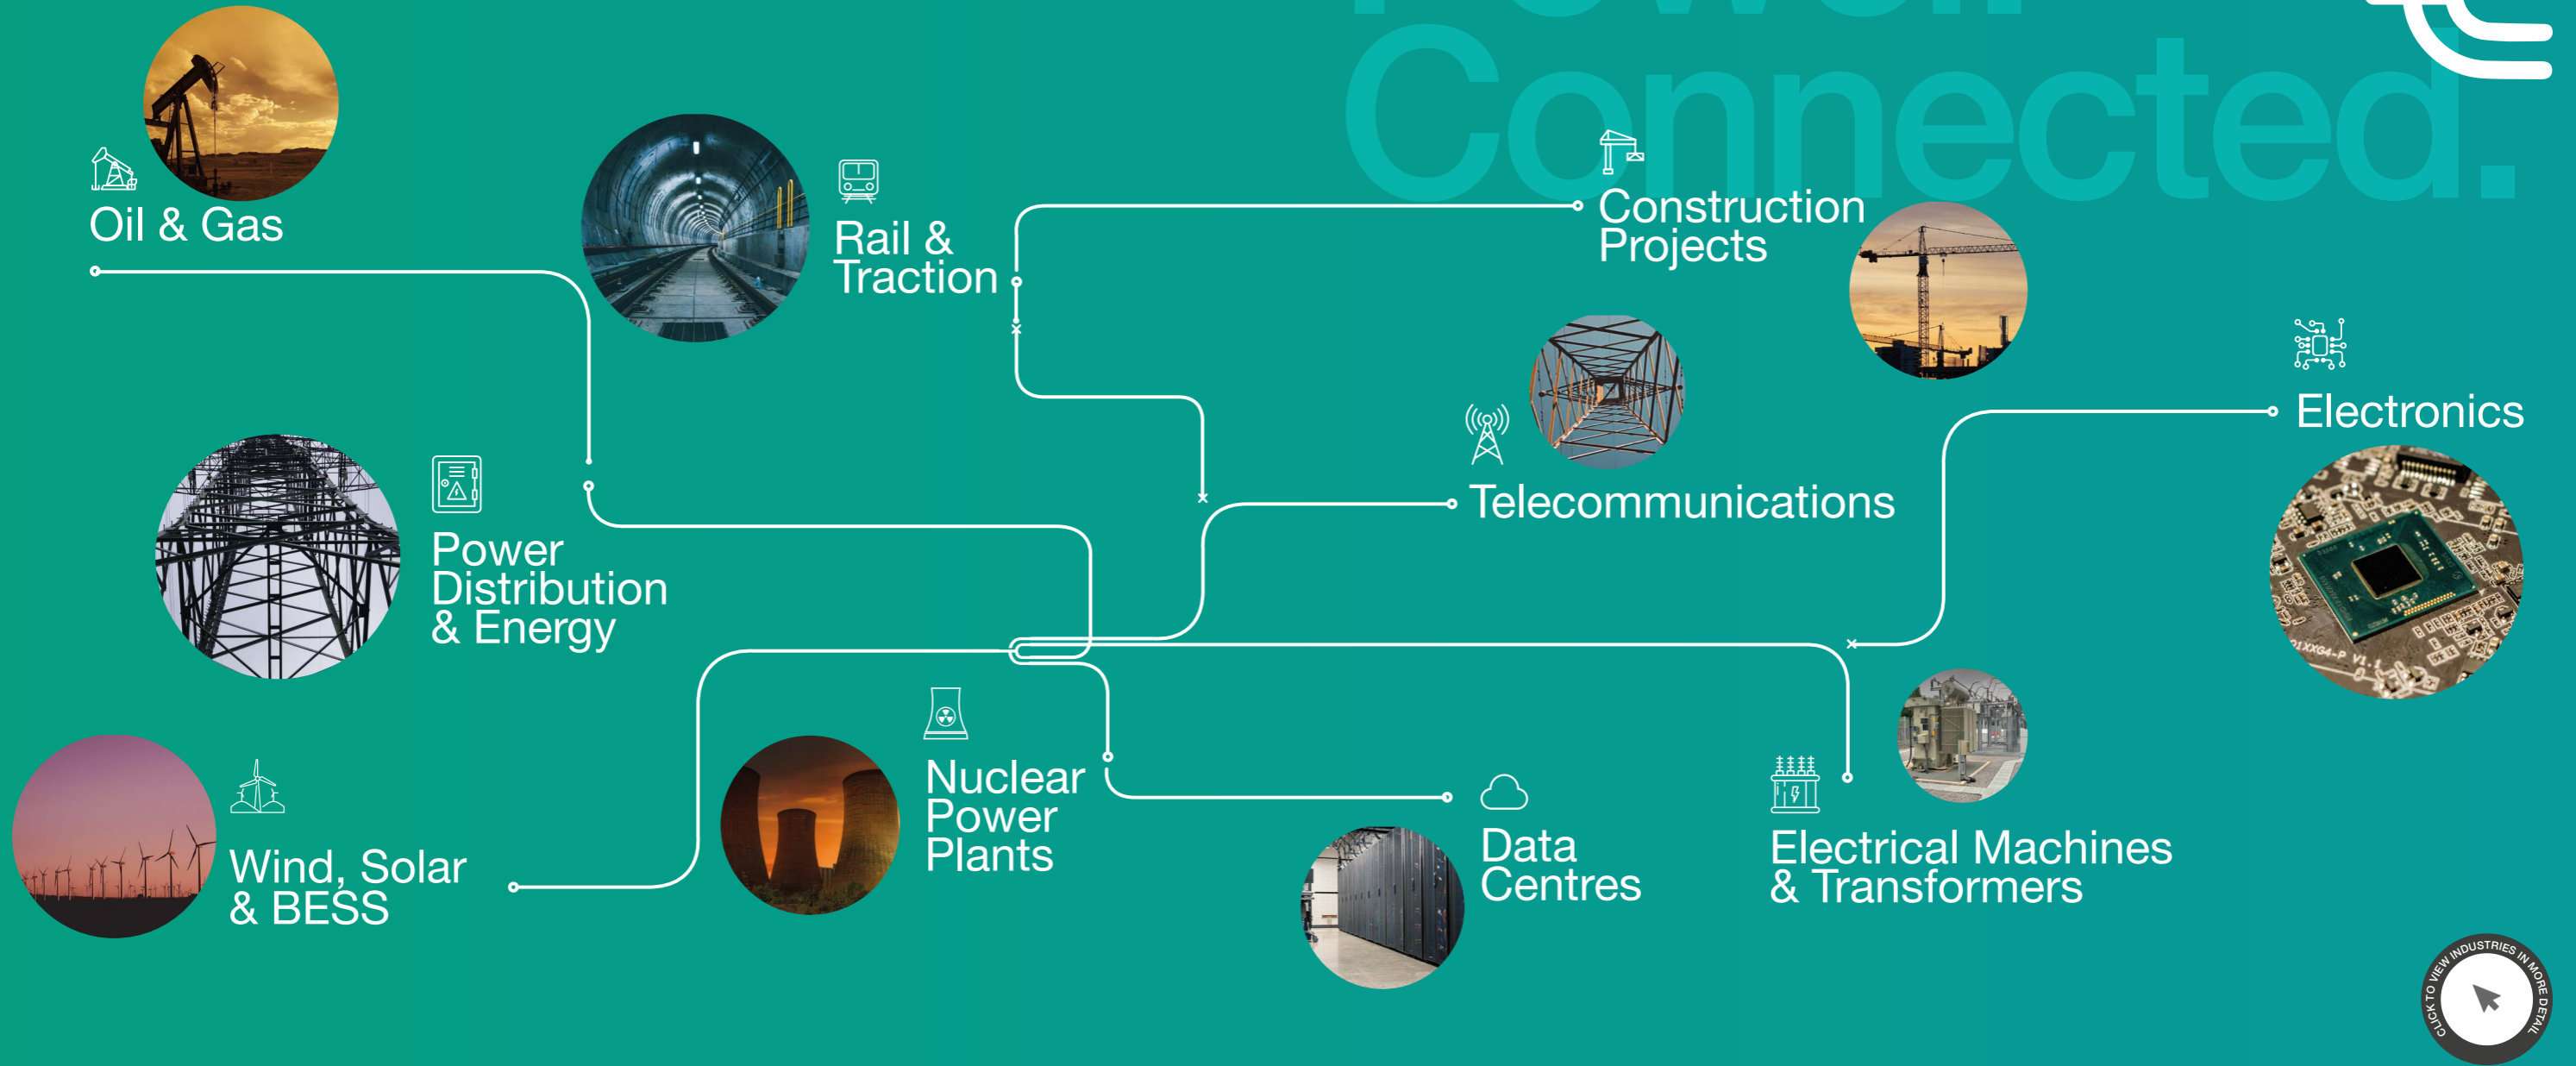 Connected.
Oil & Gas
Rail &
Traction
Construction
Projects
Electronics
Telecommunications
Power
Distribution
& Energy
Nuclear
Power
Plants
Data
Centres
Electrical Machines
& Transformers
Wind, Solar
& BESS
CLICK TO VIEW INDUSTRIES IN MORE DETAIL